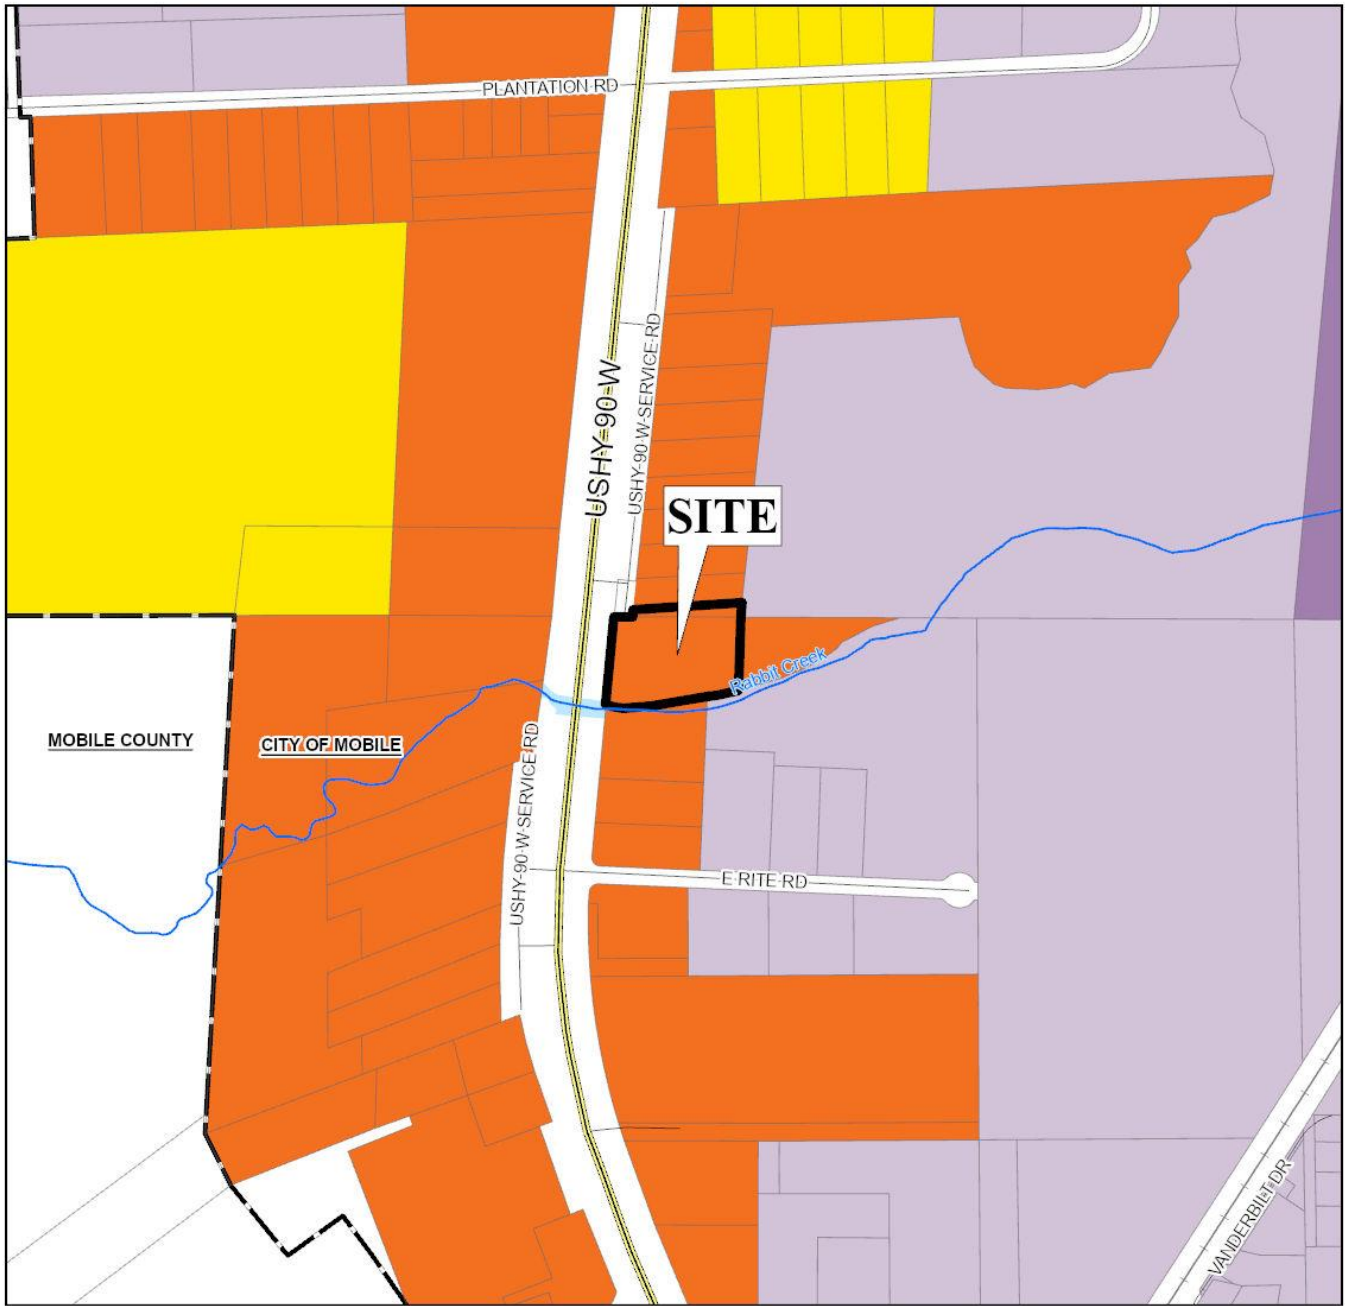 PLANTATION RD
USHY-90-W
USHY-90-W-SERVICE-RD
SITE
Rabbit Creek
MOBILE COUNTY
CITY OF MOBILE
USHY-90-W-SERVICE-RD
E-RITE-RD
VANDERBILT-DR